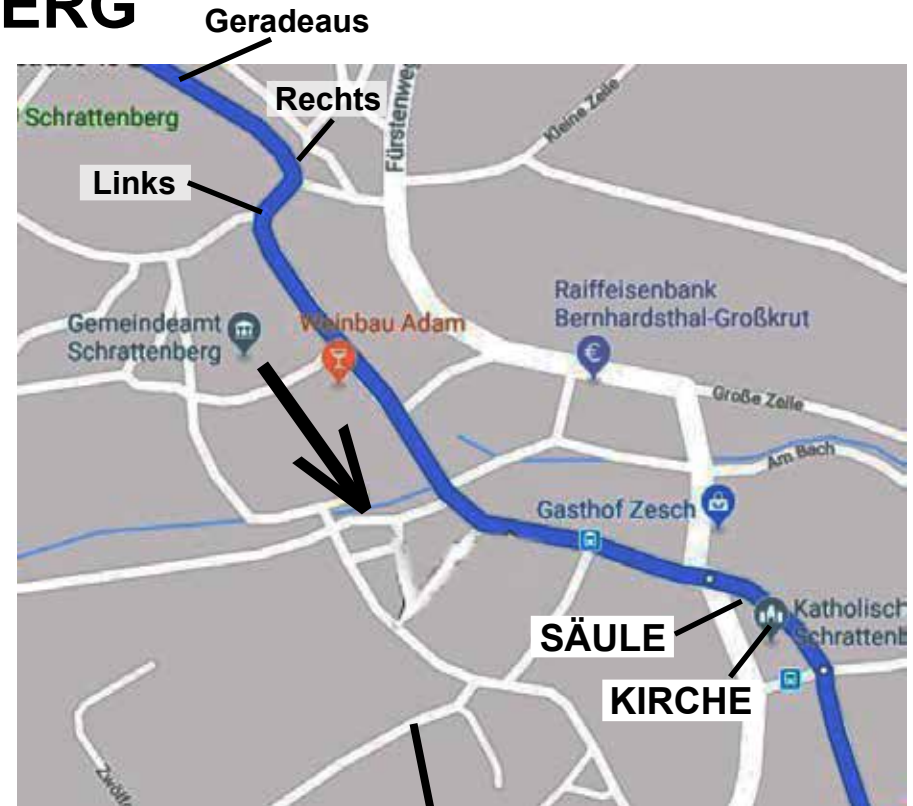 ERG
Geradeaus
Rechts
Schrattenberg
Links
Fürstenweg
Kleine Zeile
Gemeindeamt
Schrattenberg
Weinbau Adam
Raiffeisenbank
Bernhardsthal-Großkrut
€
Große Zeile
Am Bach
Gasthof Zesch
SÄULE
Katholisch
Schrattenb
KIRCHE